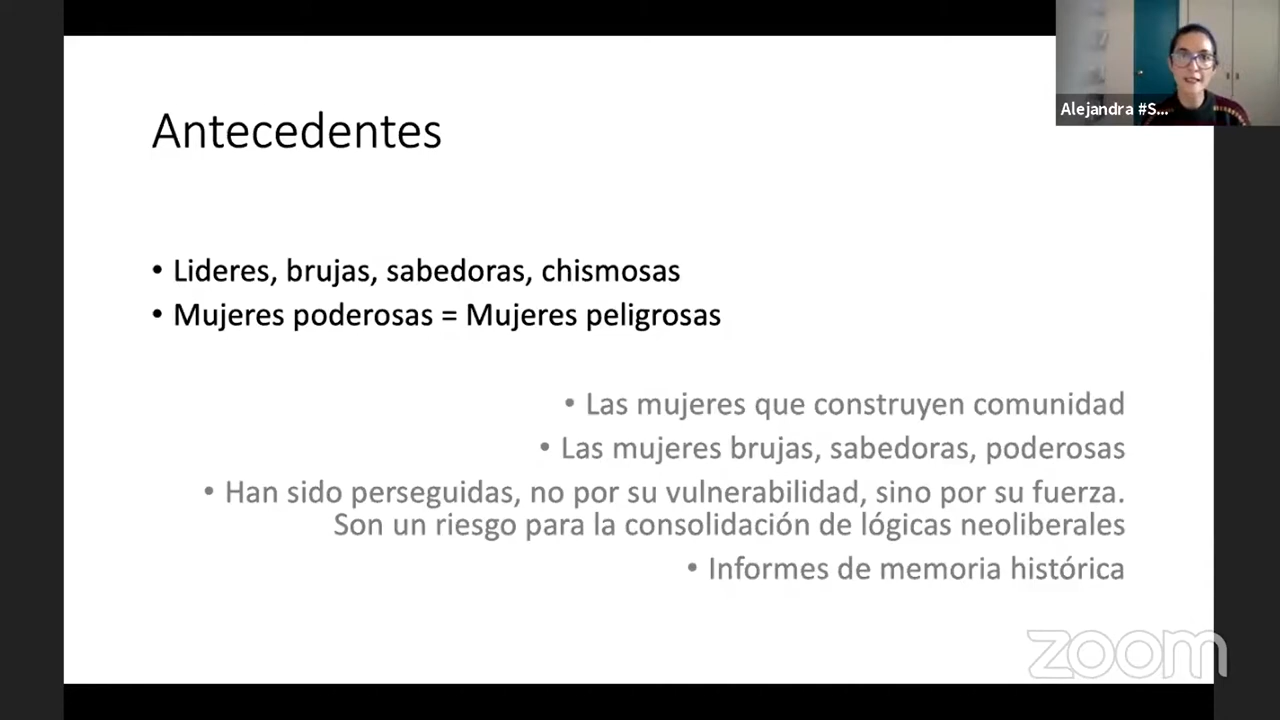 Alejandra #S...
Antecedentes
• Lideres, brujas, sabedoras, chismosas
• Mujeres poderosas = Mujeres peligrosas
• Las mujeres que construyen comunidad
• Las mujeres brujas, sabedoras, poderosas
• Han sido perseguidas, no por su vulnerabilidad, sino por su fuerza.
Son un riesgo para la consolidación de lógicas neoliberales
• Informes de memoria histórica
zoom